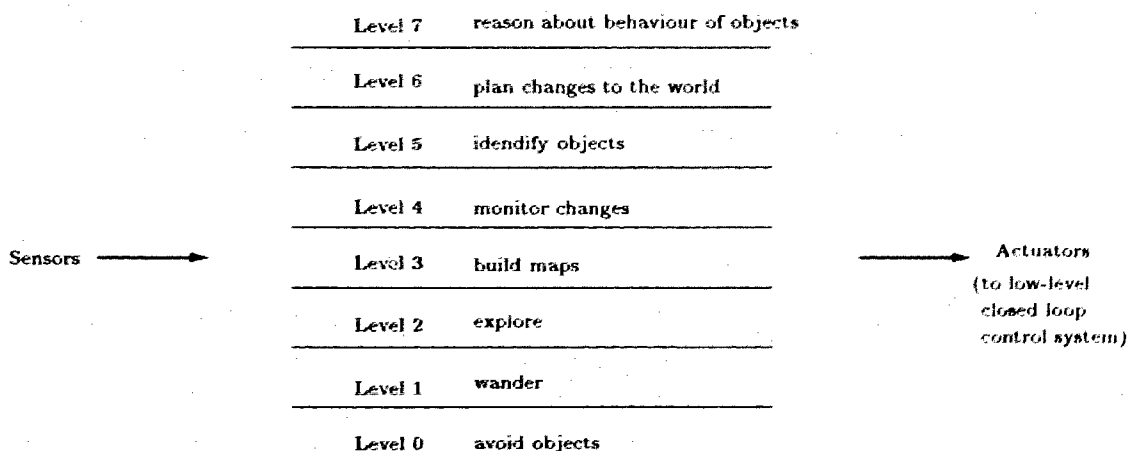 Level 7 reason about behaviour of objects
Level 6 plan changes to the world
Level 5 idendify objects
Level 4 monitor changes
Sensors
Level 3 build maps
Actuators
(to low-level
closed loop
control system)
Level 2 explore
Level 1 wander
Level 0 avoid objects